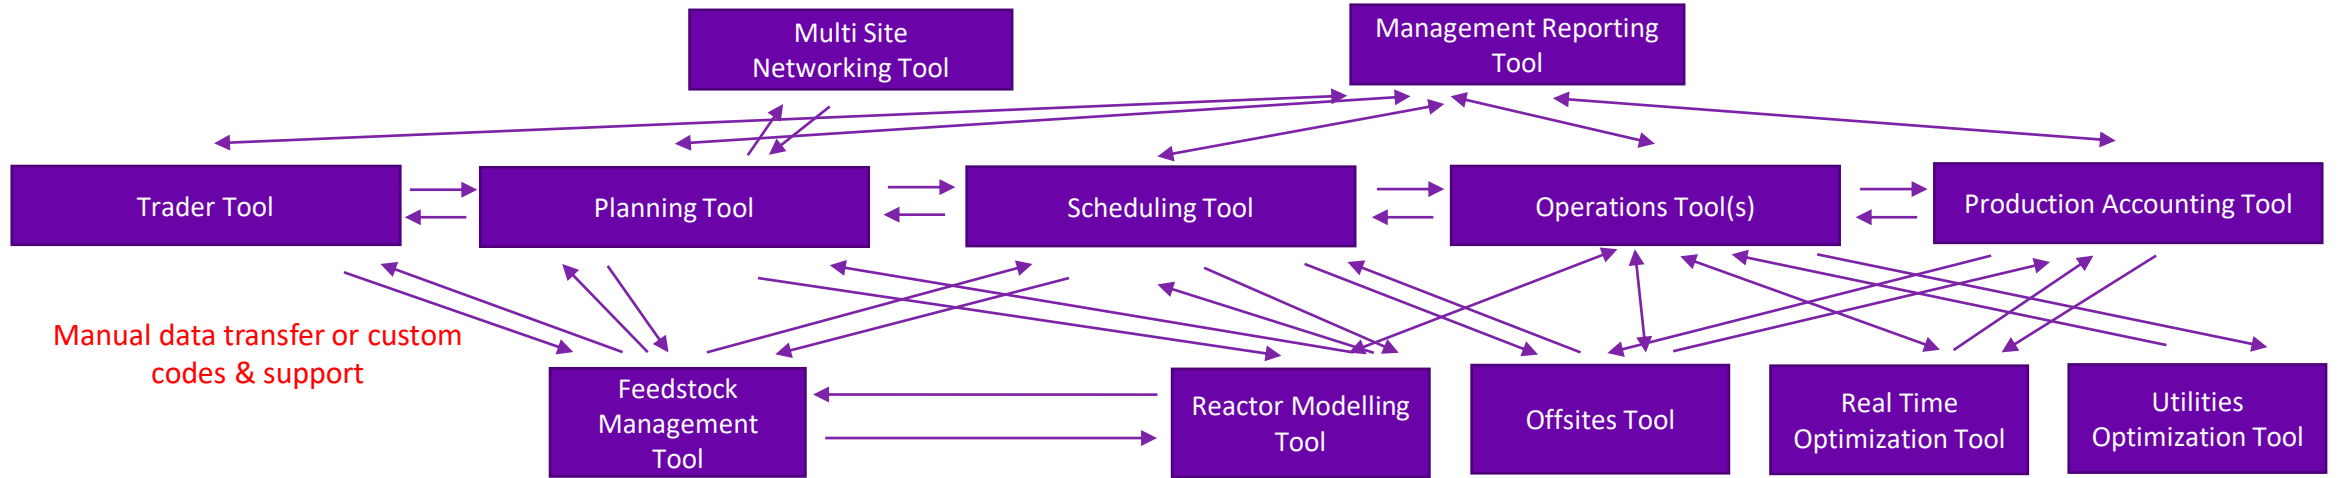 Multi Site
Networking Tool
Management Reporting
Tool
Trader Tool
Planning Tool
Scheduling Tool
Operations Tool(s)
Production Accounting Tool
Manual data transfer or custom
codes & support
Feedstock
Management
Tool
Reactor Modelling
Tool
Offsites Tool
Real Time
Optimization Tool
Utilities
Optimization Tool